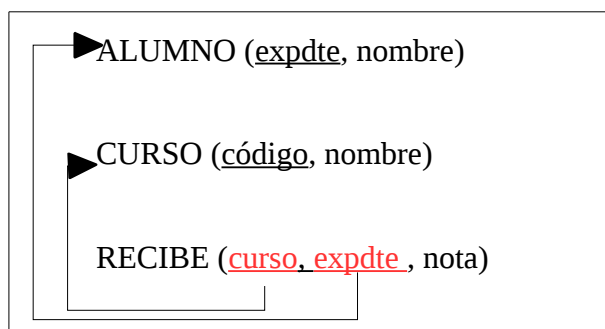 ALUMNO (expdte, nombre)
CURSO (código, nombre)
RECIBE (curso, expdte , nota)